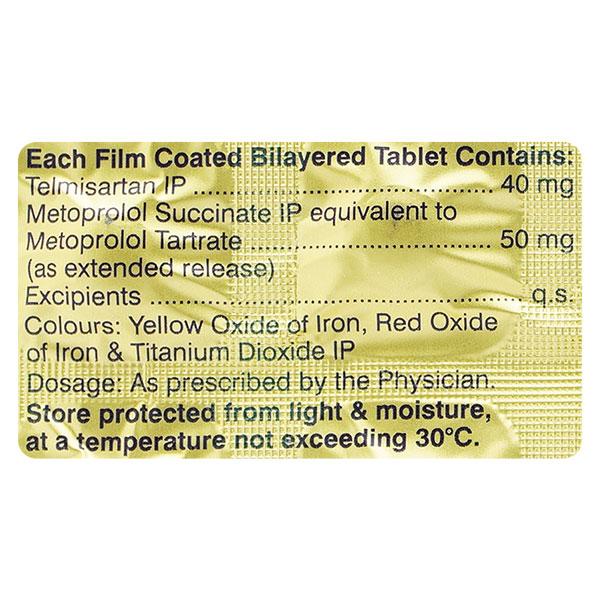 Each Film Coated Bilayered Tablet Contains:
Telmisartan IP .......................................... 40 mg
Metoprolol Succinate IP equivalent to
Metoprolol Tartrate .................................. 50 mg
(as extended release)
Excipients .................................................... q.s.
Colours: Yellow Oxide of Iron, Red Oxide
of Iron & Titanium Dioxide IP
Dosage: As prescribed by the Physician.
Store protected from light & moisture,
at a temperature not exceeding 30°C.